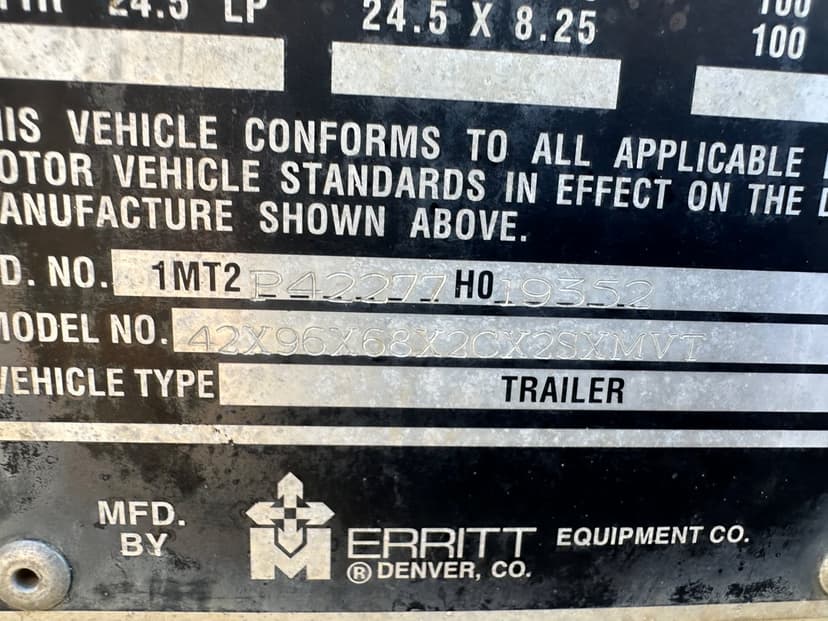 24.5 LP 24.5 X 8.25 100
100
HIS VEHICLE CONFORMS TO ALL APPLICABLE
OTOR VEHICLE STANDARDS IN EFFECT ON THE D
ANUFACTURE SHOWN ABOVE.
D. NO. 1MT2P42277H019352
MODEL NO. 42X96X68X2CX2SXMVT
VEHICLE TYPE TRAILER
MFD.
BY
M ERRITT EQUIPMENT CO.
® DENVER, CO.